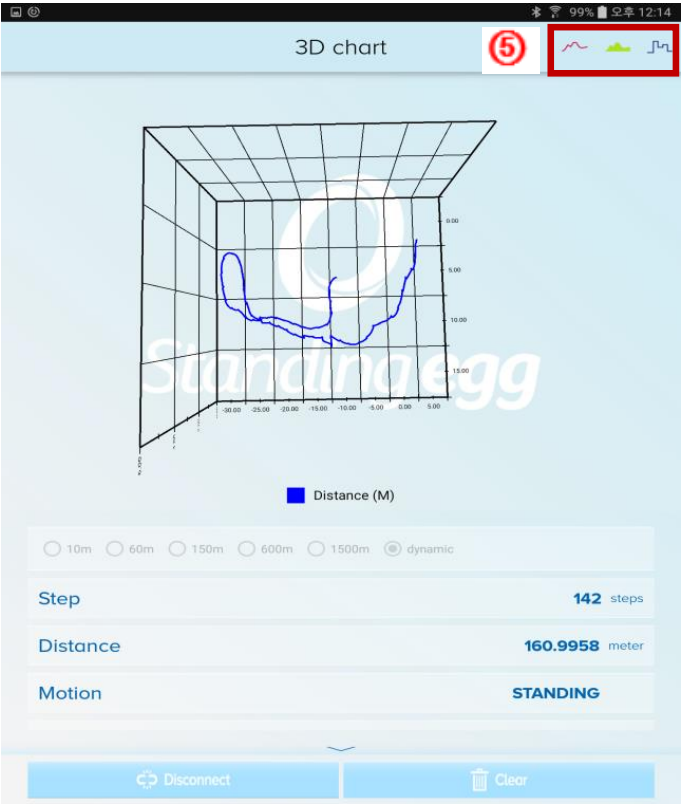 99% 오후 12:14
3D chart
⑤
0.00
5.00
10.00
15.00
-30.00 -25.00 -20.00 -15.00 -10.00 -5.00 0.00 5.00
Standing egg
Distance (M)
10m 60m 150m 600m 1500m dynamic
Step 142 steps
Distance 160.9958 meter
Motion STANDING
Disconnect Clear